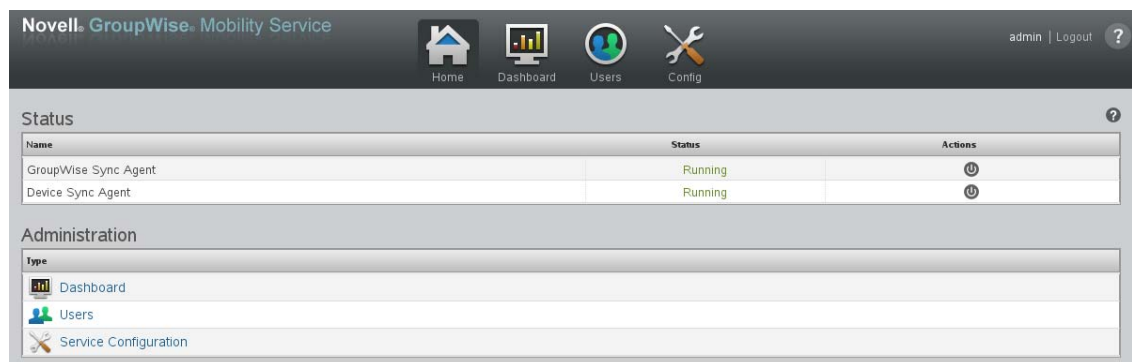 Novell® GroupWise® Mobility Service
Home Dashboard Users Config
admin | Logout ?
Status ?
Name Status Actions
GroupWise Sync Agent Running
Device Sync Agent Running
Administration
Type
Dashboard
Users
Service Configuration